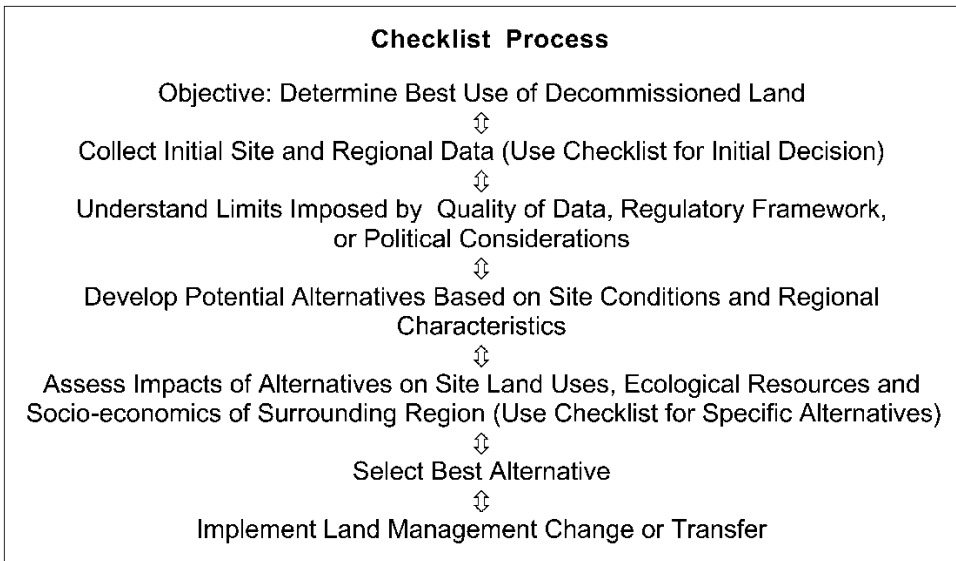 Checklist Process
Objective: Determine Best Use of Decommissioned Land
⇕
Collect Initial Site and Regional Data (Use Checklist for Initial Decision)
⇕
Understand Limits Imposed by Quality of Data, Regulatory Framework,
or Political Considerations
⇕
Develop Potential Alternatives Based on Site Conditions and Regional
Characteristics
⇕
Assess Impacts of Alternatives on Site Land Uses, Ecological Resources and
Socio-economics of Surrounding Region (Use Checklist for Specific Alternatives)
⇕
Select Best Alternative
⇕
Implement Land Management Change or Transfer